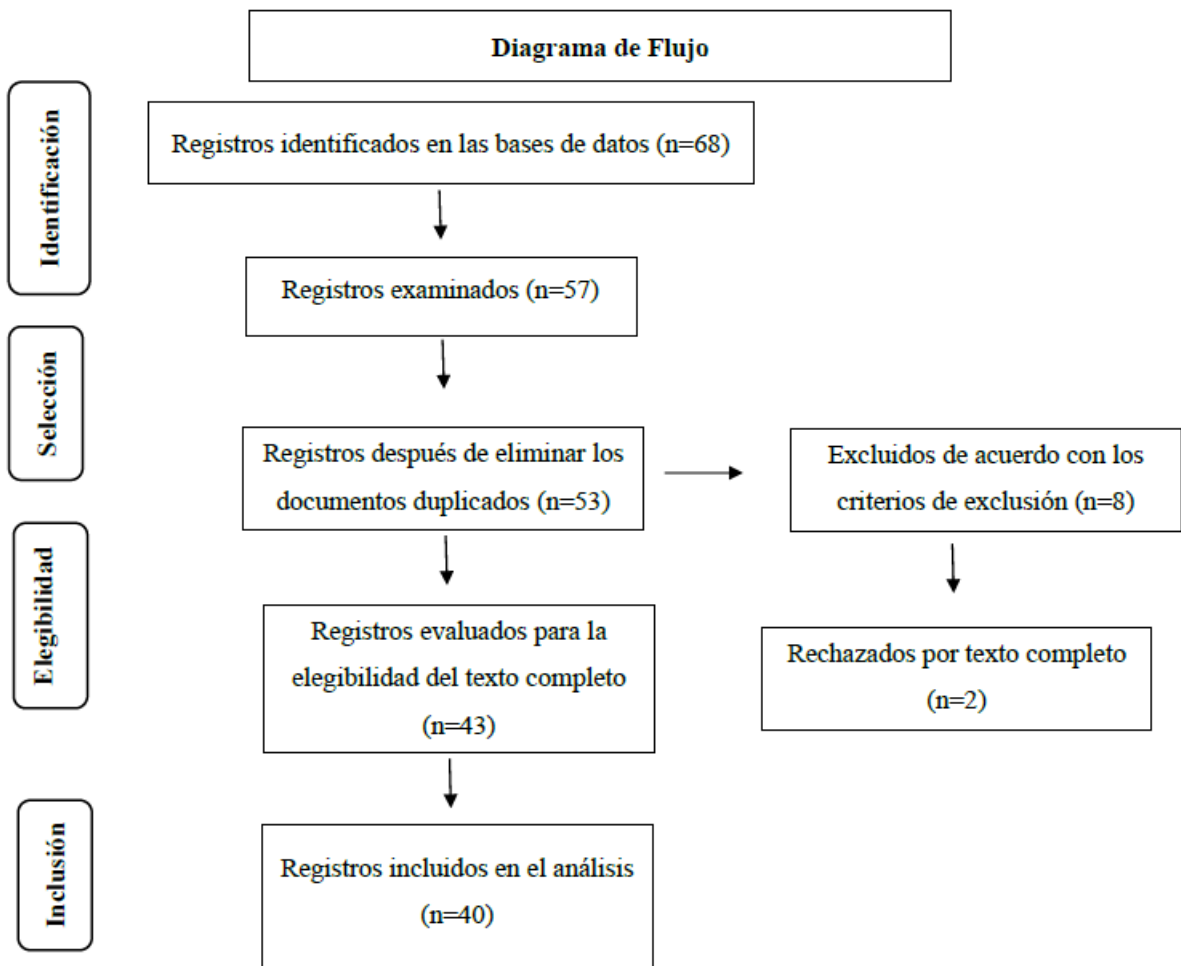 Diagrama de Flujo
Identificación
Registros identificados en las bases de datos (n=68)
Registros examinados (n=57)
Selección
Registros después de eliminar los
documentos duplicados (n=53)
Excluidos de acuerdo con los
criterios de exclusión (n=8)
Elegibilidad
Registros evaluados para la
elegibilidad del texto completo
(n=43)
Rechazados por texto completo
(n=2)
Inclusión
Registros incluidos en el análisis
(n=40)